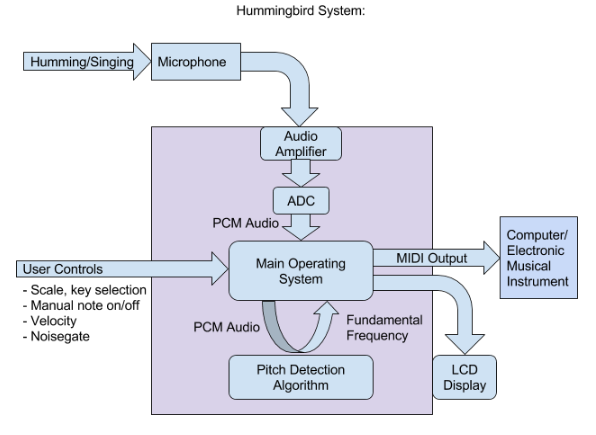 Hummingbird System:
Humming/Singing
Microphone
Audio
Amplifier
ADC
PCM Audio
User Controls
- Scale, key selection
- Manual note on/off
- Velocity
- Noisegate
Main Operating
System
MIDI Output
Computer/
Electronic
Musical
Instrument
PCM Audio
Fundamental
Frequency
Pitch Detection
Algorithm
LCD
Display